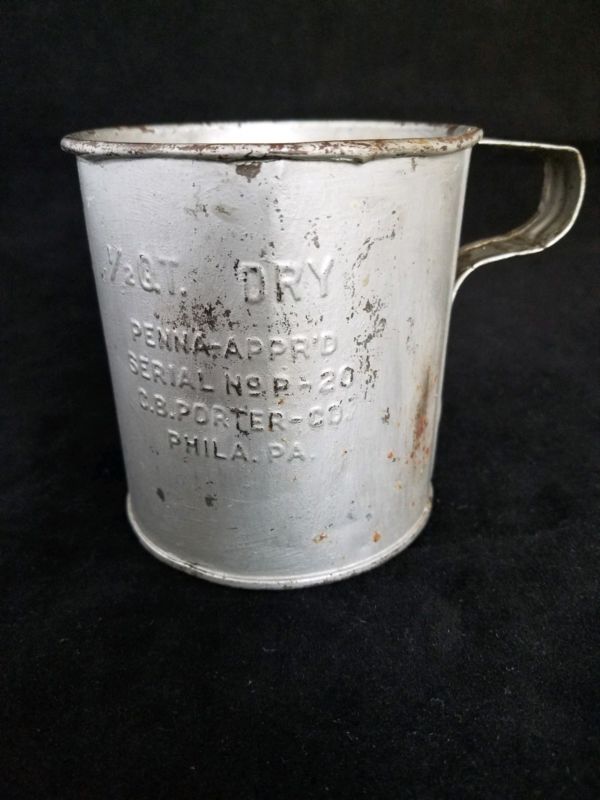 1/2 QT. DRY
PENNA-APPR'D
SERIAL No P-20
C.B. PORTER-CO.
PHILA. PA.